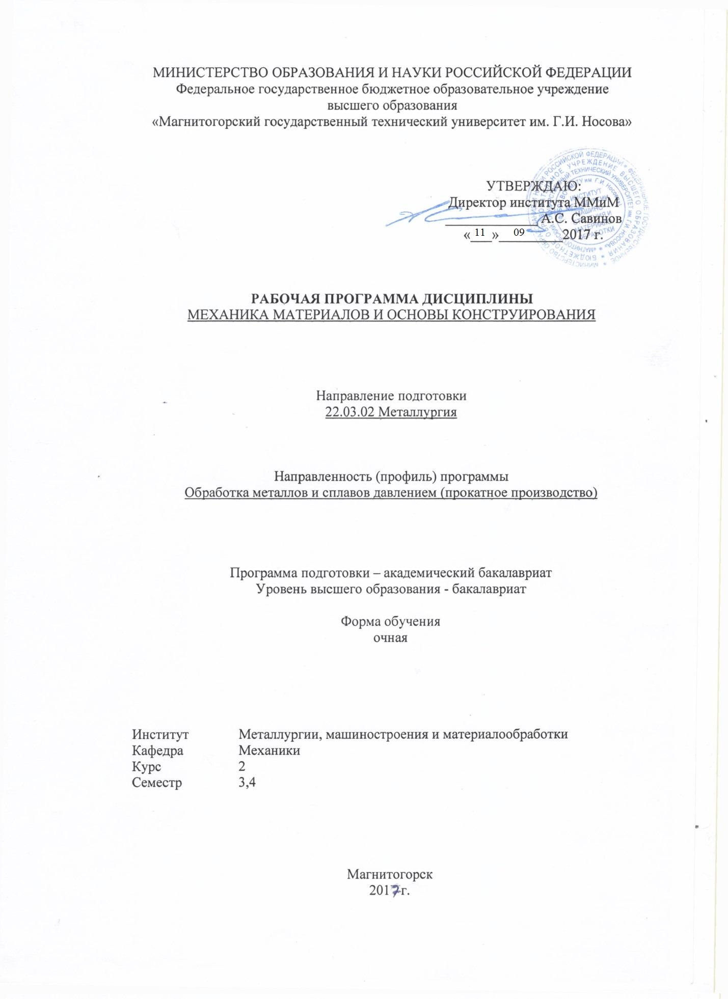 МИНИСТЕРСТВО ОБРАЗОВАНИЯ И НАУКИ РОССИЙСКОЙ ФЕДЕРАЦИИ
Федеральное государственное бюджетное образовательное учреждение
высшего образования
«Магнитогорский государственный технический университет им. Г.И. Носова»
УТВЕРЖДАЮ:
Директор института ММиМ
_____________ А.С. Савинов
«11» 09 2017 г.
РАБОЧАЯ ПРОГРАММА ДИСЦИПЛИНЫ
МЕХАНИКА МАТЕРИАЛОВ И ОСНОВЫ КОНСТРУИРОВАНИЯ
Направление подготовки
22.03.02 Металлургия
Направленность (профиль) программы
Обработка металлов и сплавов давлением (прокатное производство)
Программа подготовки – академический бакалавриат
Уровень высшего образования - бакалавриат
Форма обучения
очная
Институт Металлургии, машиностроения и материалообработки
Кафедра Механики
Курс 2
Семестр 3,4
Магнитогорск
2017 г.